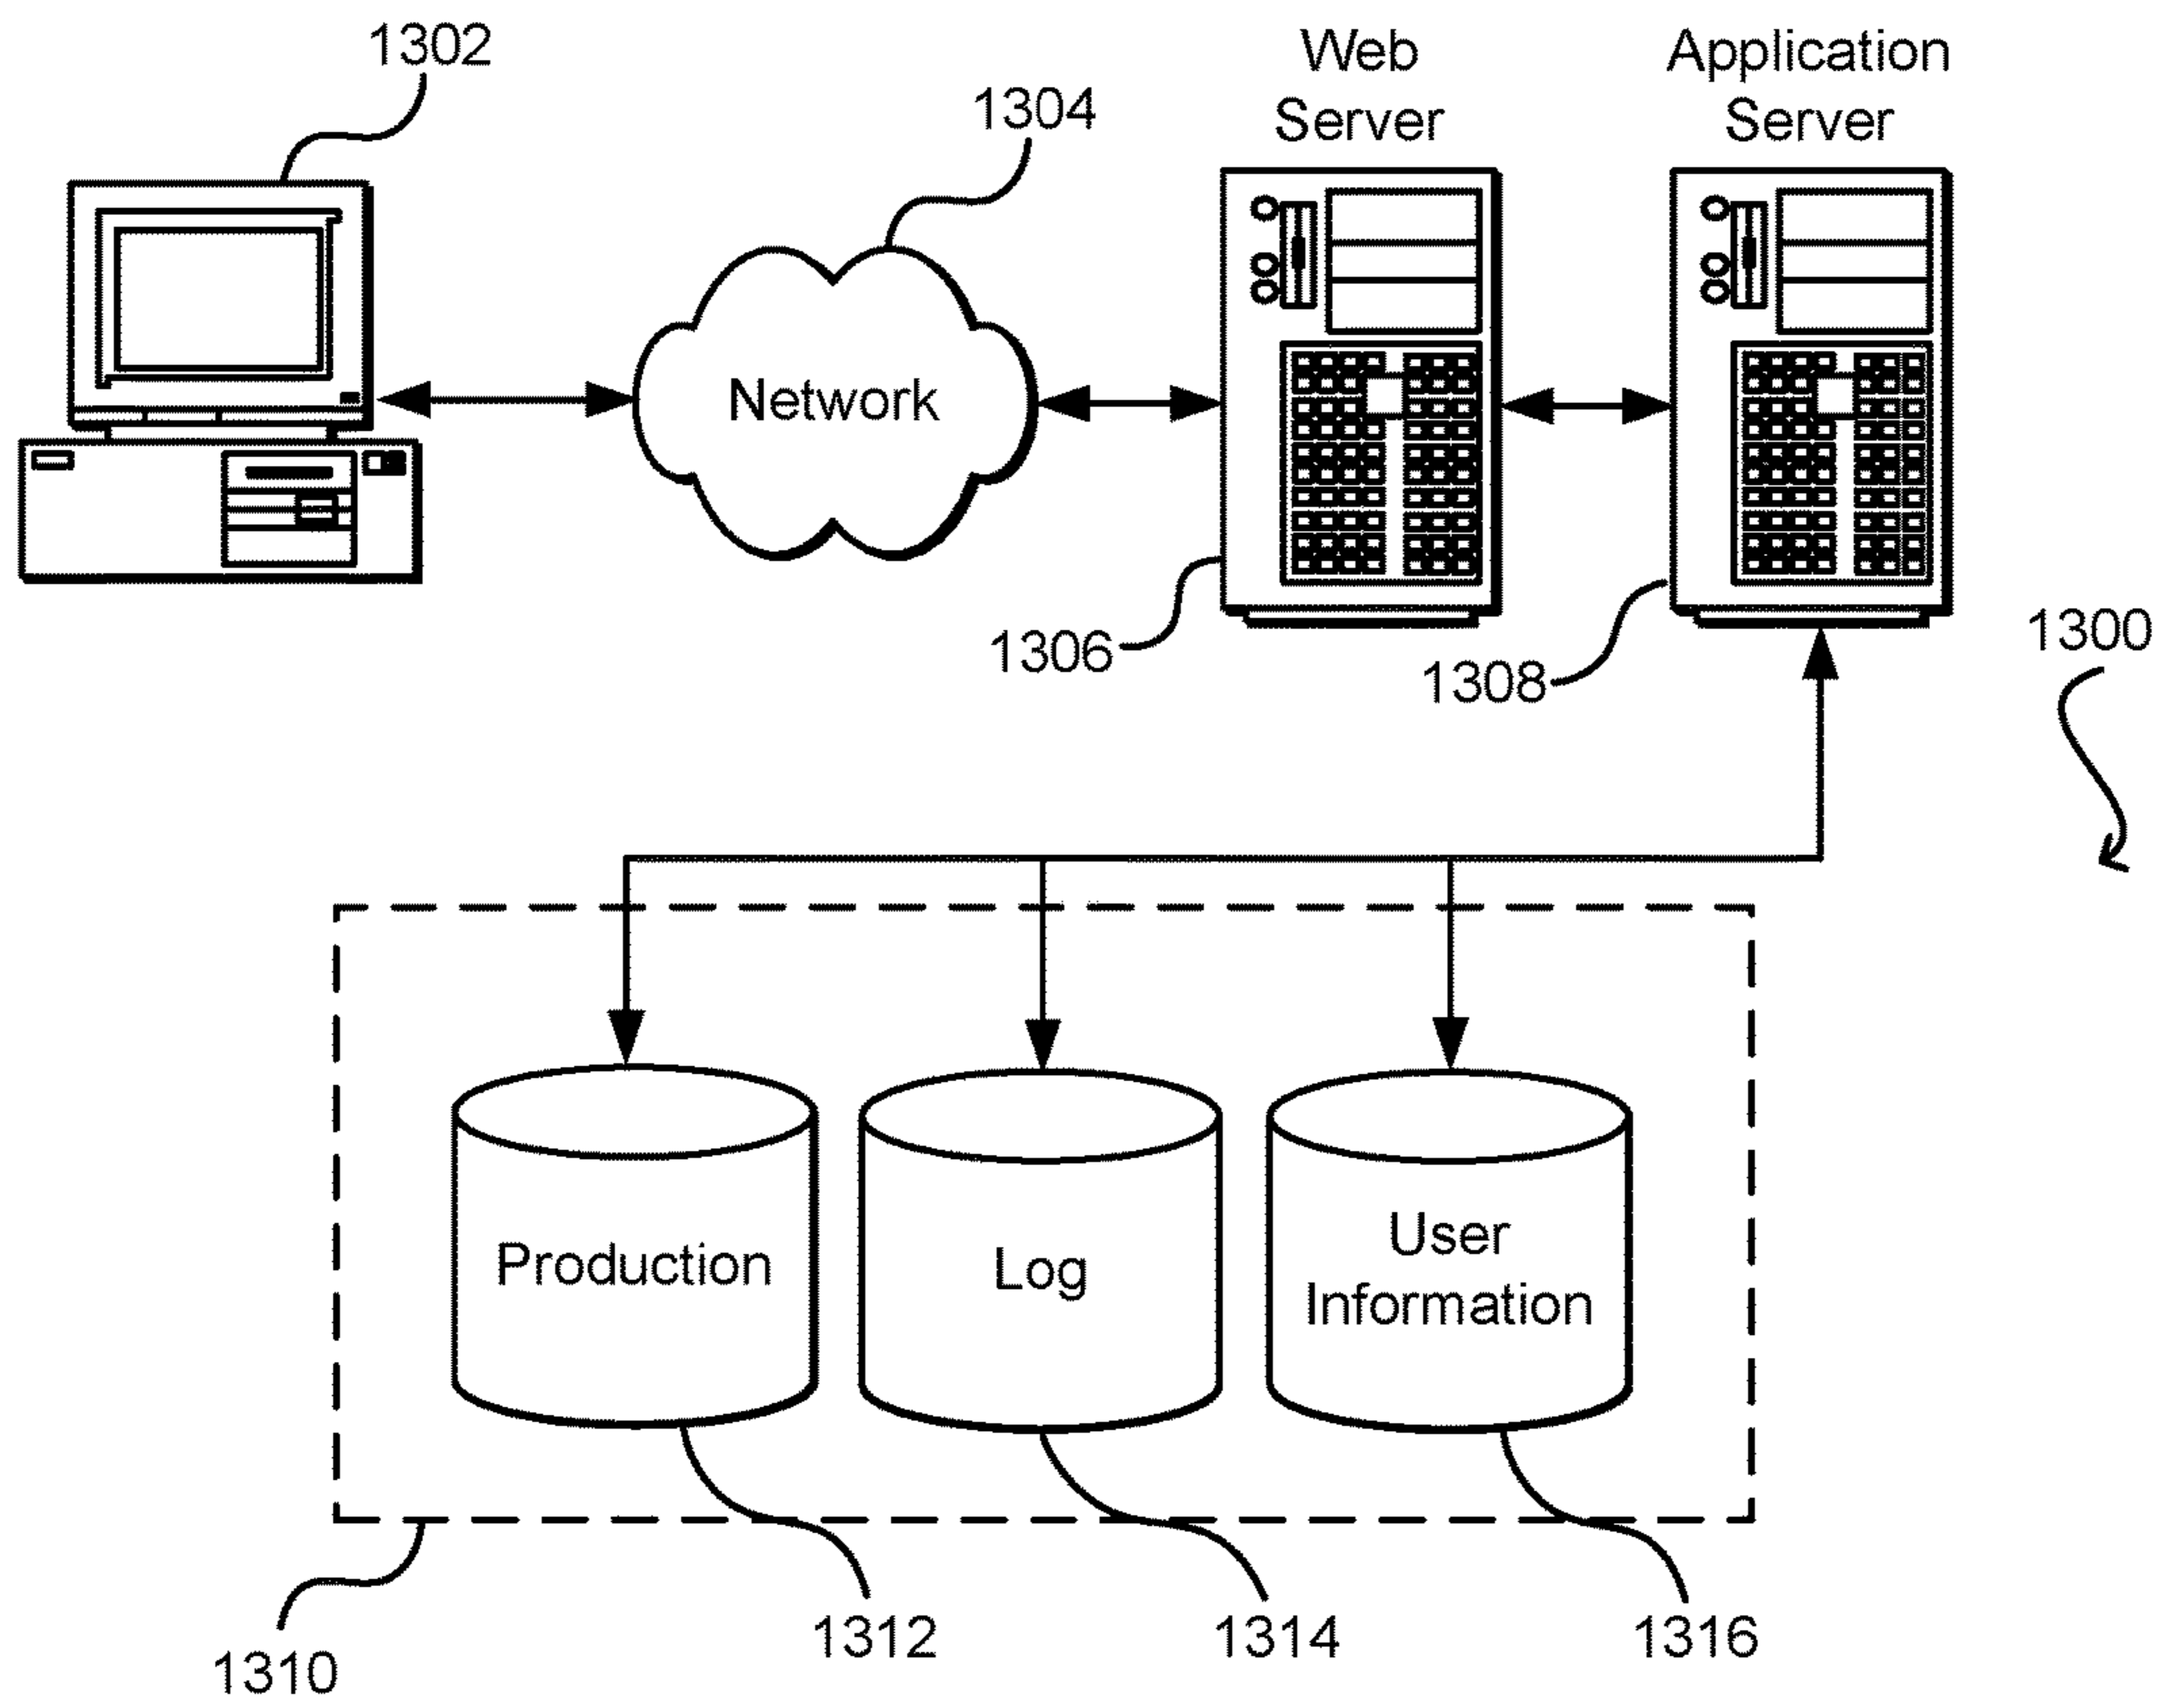 1302
1304
Web
Server
Application
Server
Network
1306
1308
1300
Production
Log
User
Information
1310
1312
1314
1316